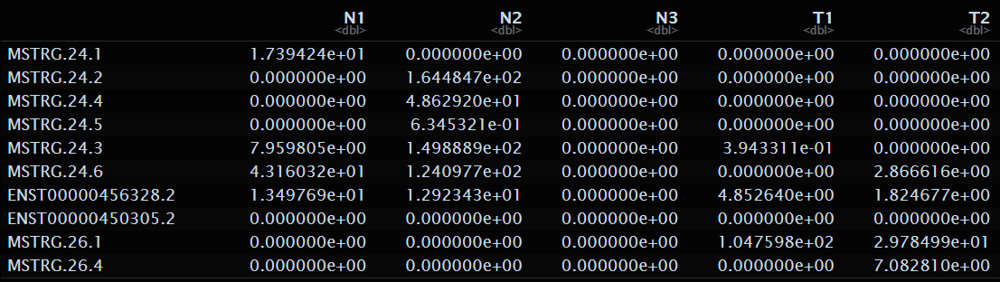 N1 N2 N3 T1 T2
<dbl> <dbl> <dbl> <dbl> <dbl>
MSTRG.24.1 1.739424e+01 0.000000e+00 0.000000e+00 0.000000e+00 0.000000e+00
MSTRG.24.2 0.000000e+00 1.644847e+02 0.000000e+00 0.000000e+00 0.000000e+00
MSTRG.24.4 0.000000e+00 4.862920e+01 0.000000e+00 0.000000e+00 0.000000e+00
MSTRG.24.5 0.000000e+00 6.345321e-01 0.000000e+00 0.000000e+00 0.000000e+00
MSTRG.24.3 7.959805e+00 1.498889e+02 0.000000e+00 3.943311e-01 0.000000e+00
MSTRG.24.6 4.316032e+01 1.240977e+02 0.000000e+00 0.000000e+00 2.866616e+00
ENST00000456328.2 1.349769e+01 1.292343e+01 0.000000e+00 4.852640e+00 1.824677e+00
ENST00000450305.2 0.000000e+00 0.000000e+00 0.000000e+00 0.000000e+00 0.000000e+00
MSTRG.26.1 0.000000e+00 0.000000e+00 0.000000e+00 1.047598e+02 2.978499e+01
MSTRG.26.4 0.000000e+00 0.000000e+00 0.000000e+00 0.000000e+00 7.082810e+01